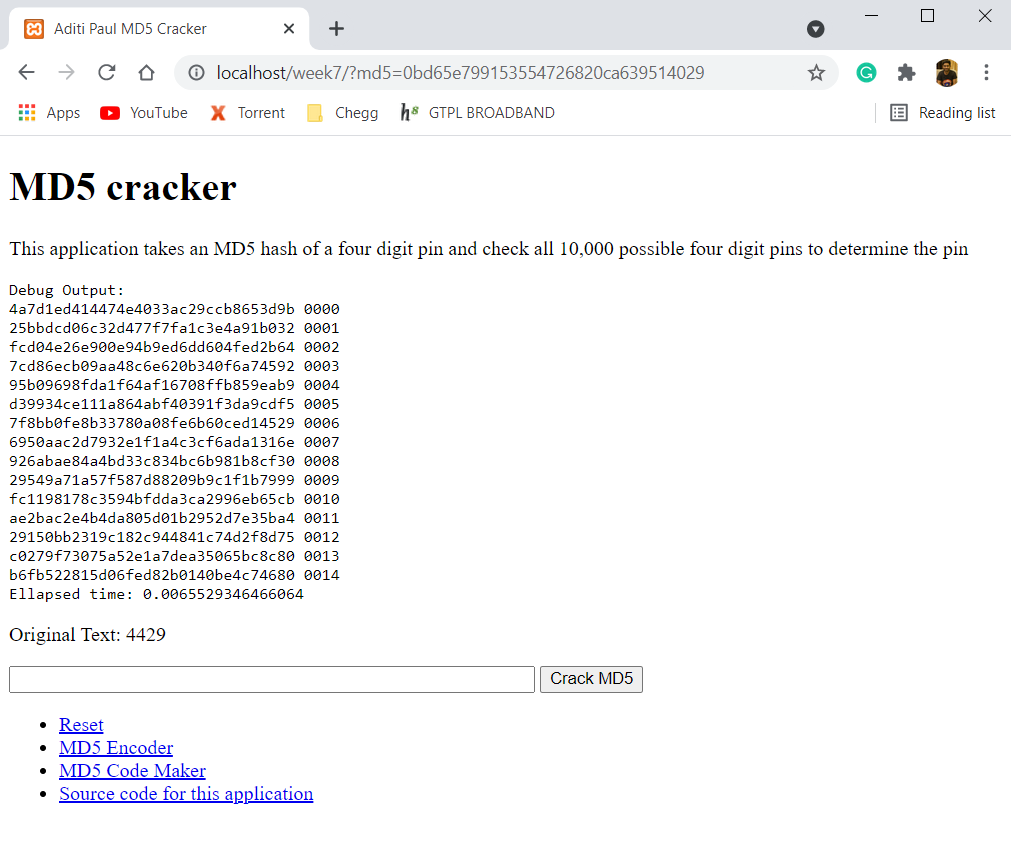 Aditi Paul MD5 Cracker
localhost/week7/?md5=0bd65e799153554726820ca639514029
Apps YouTube Torrent Chegg h8 GTPL BROADBAND Reading list
MD5 cracker
This application takes an MD5 hash of a four digit pin and check all 10,000 possible four digit pins to determine the pin
Debug Output:
4a7d1ed414474e4033ac29ccb8653d9b 0000
25bbdcd06c32d477f7fa1c3e4a91b032 0001
fcd04e26e900e94b9ed6dd604fed2b64 0002
7cd86ecb09aa48c6e620b340f6a74592 0003
95b09698fda1f64af16708ffb859eab9 0004
d39934ce111a864abf40391f3da9cdf5 0005
7f8bb0fe8b33780a08fe6b60ced14529 0006
6950aac2d7932e1f1a4c3cf6ada1316e 0007
926abae84a4bd33c834bc6b981b8cf30 0008
29549a71a57f587d88209b9c1f1b7999 0009
fc1198178c3594bfdda3ca2996eb65cb 0010
ae2bac2e4b4da805d01b2952d7e35ba4 0011
29150bb2319c182c944841c74d2f8d75 0012
c0279f73075a52e1a7dea35065bc8c80 0013
b6fb522815d06fed82b0140be4c74680 0014
Ellapsed time: 0.0065529346466064
Original Text: 4429
Crack MD5
Reset
MD5 Encoder
MD5 Code Maker
Source code for this application